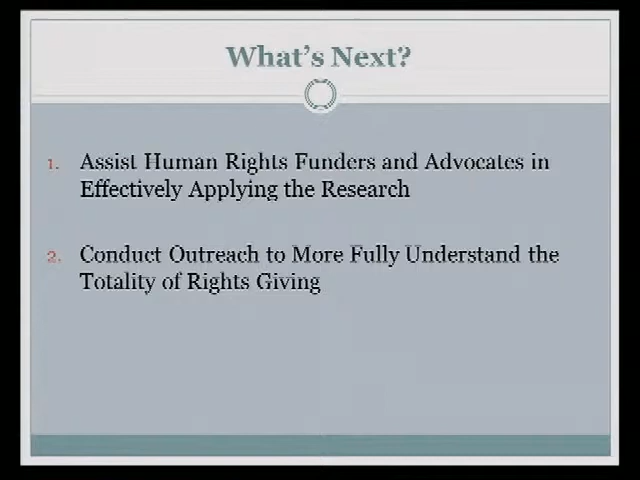 What's Next?
1. Assist Human Rights Funders and Advocates in
Effectively Applying the Research
2. Conduct Outreach to More Fully Understand the
Totality of Rights Giving